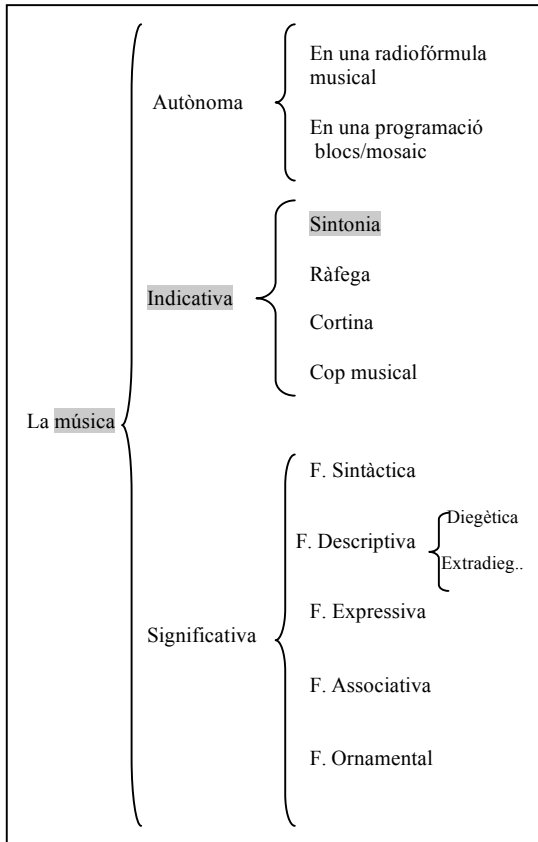 La música
Autònoma
En una radiofórmula
musical
En una programació
blocs/mosaic
Indicativa
Sintonia
Ràfega
Cortina
Cop musical
Significativa
F. Sintàctica
F. Descriptiva
Diegètica
Extradieg..
F. Expressiva
F. Associativa
F. Ornamental